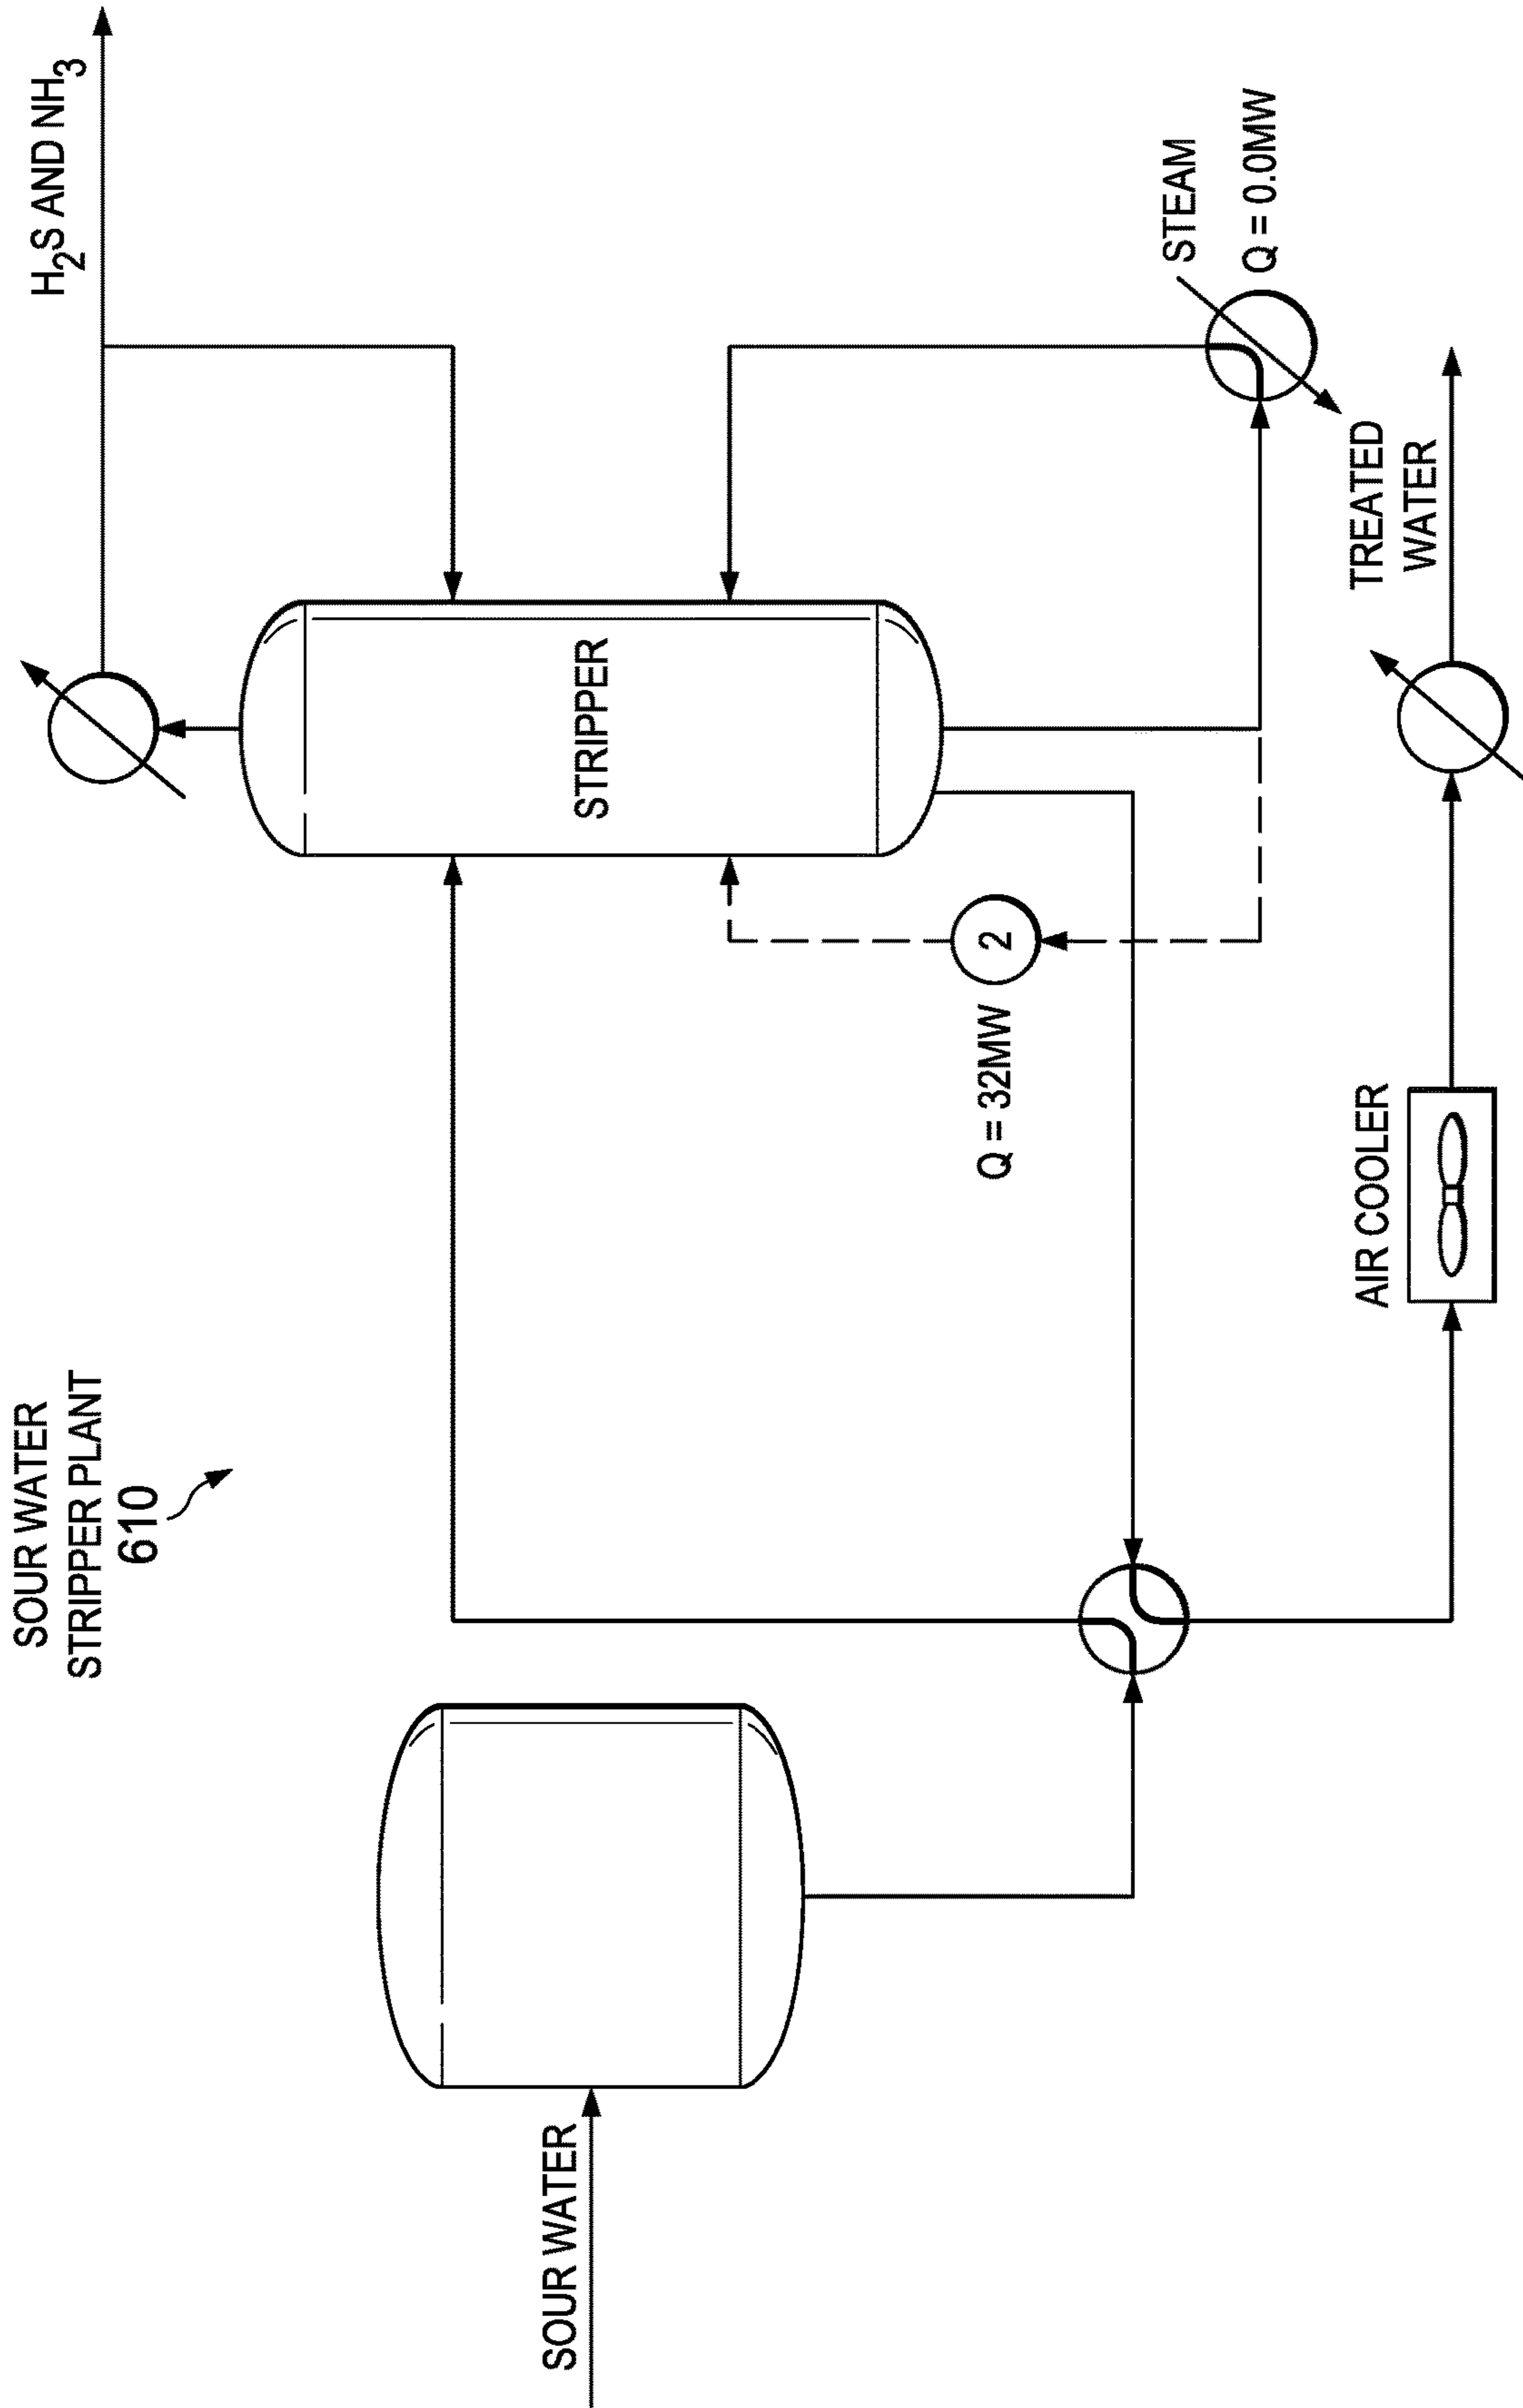 SOUR WATER
STRIPPER PLANT
610
H₂S AND NH₃
STRIPPER
SOUR WATER
2
Q = 32MW
STEAM
Q = 0.0MW
AIR COOLER
TREATED
WATER